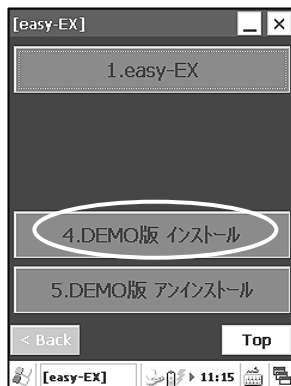 [easy-EX]
1.easy-EX
4.DEMO版 インストール
5.DEMO版 アンインストール
< Back
Top
[easy-EX] 11:15